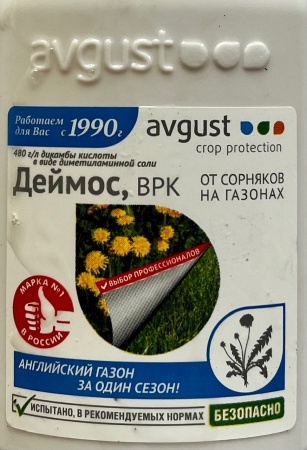 avgust
Работаем
для Вас с 1990г
avgust
crop protection
480 г/л дикамбы кислоты
в виде диметиламинной соли
Деймос, ВРК
ОТ СОРНЯКОВ
НА ГАЗОНАХ
ВЫБОР ПРОФЕССИОНАЛОВ
МАРКА №1
В РОССИИ
АНГЛИЙСКИЙ ГАЗОН
ЗА ОДИН СЕЗОН!
ИСПЫТАНО, В РЕКОМЕНДУЕМЫХ НОРМАХ БЕЗОПАСНО